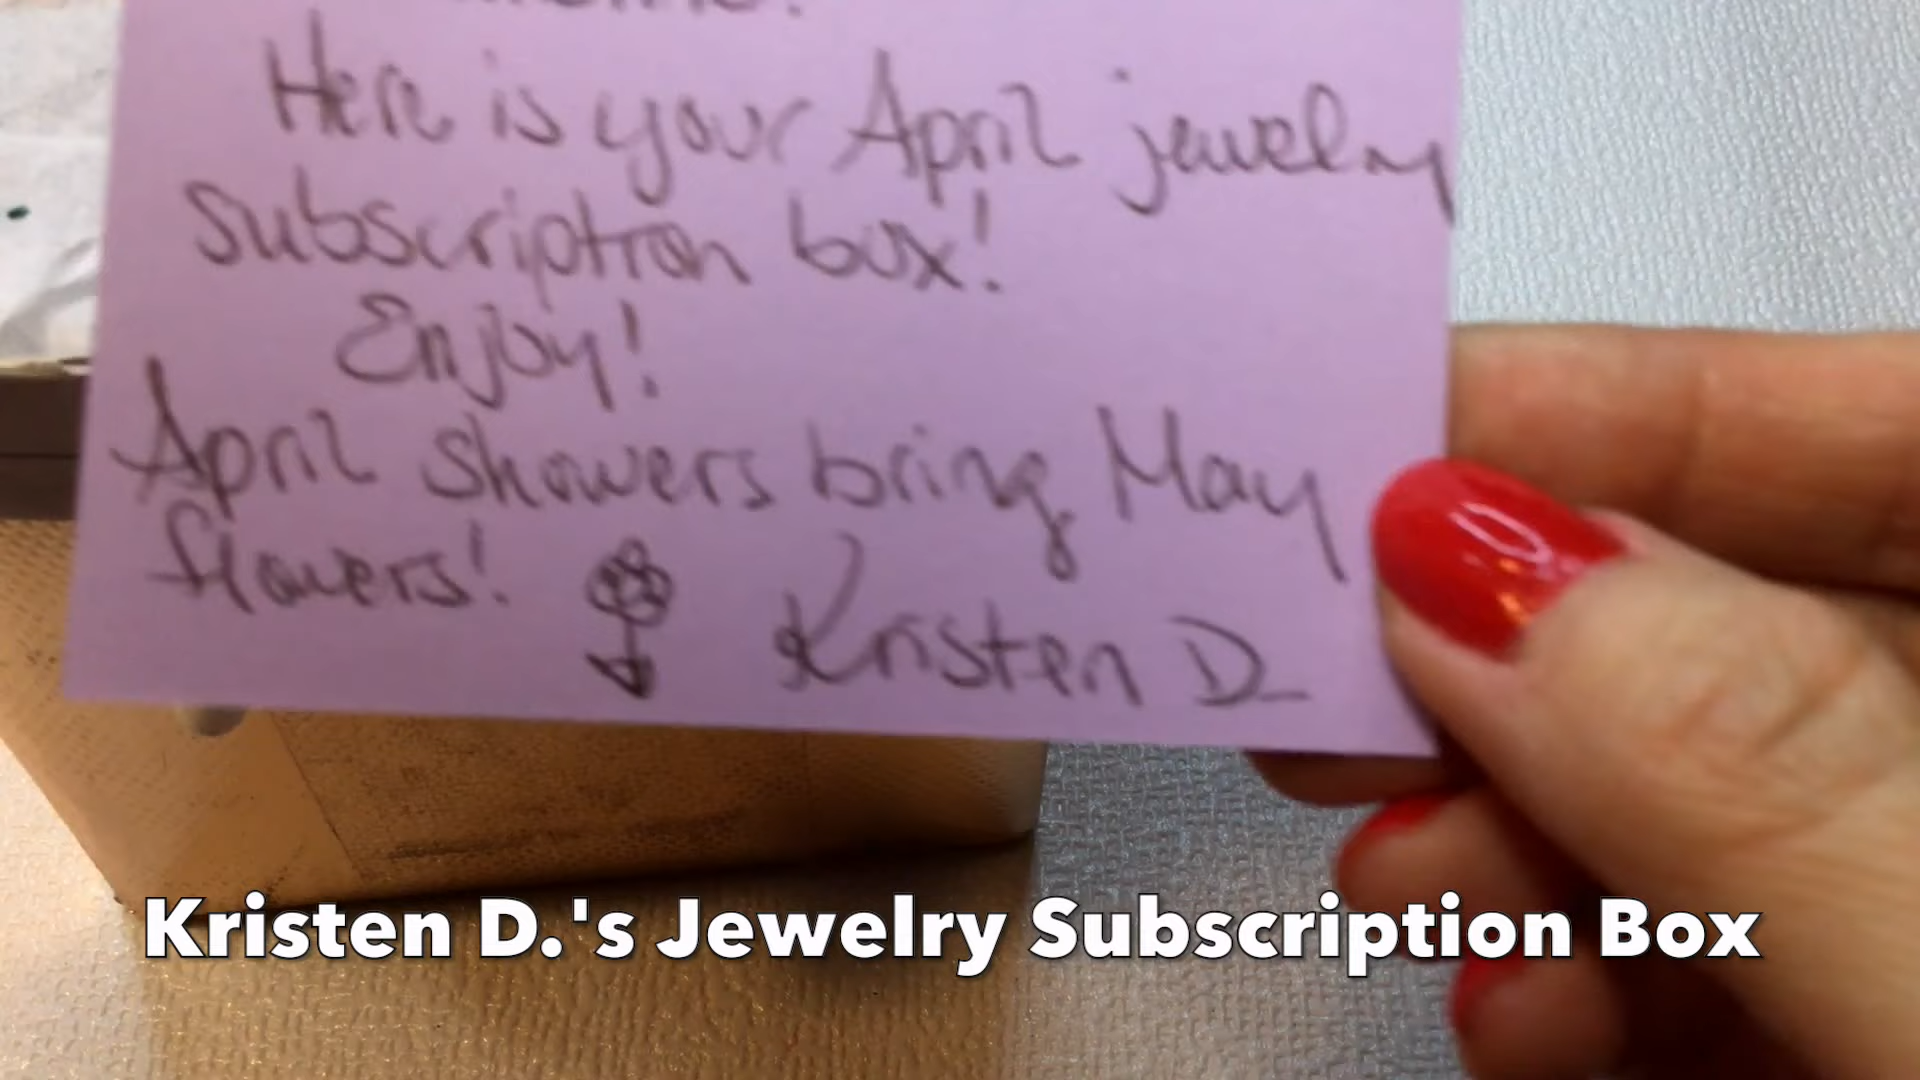 Here is your April jewelry
subscription box!
Enjoy!
April showers bring May
flowers!
Kristen D
Kristen D.'s Jewelry Subscription Box